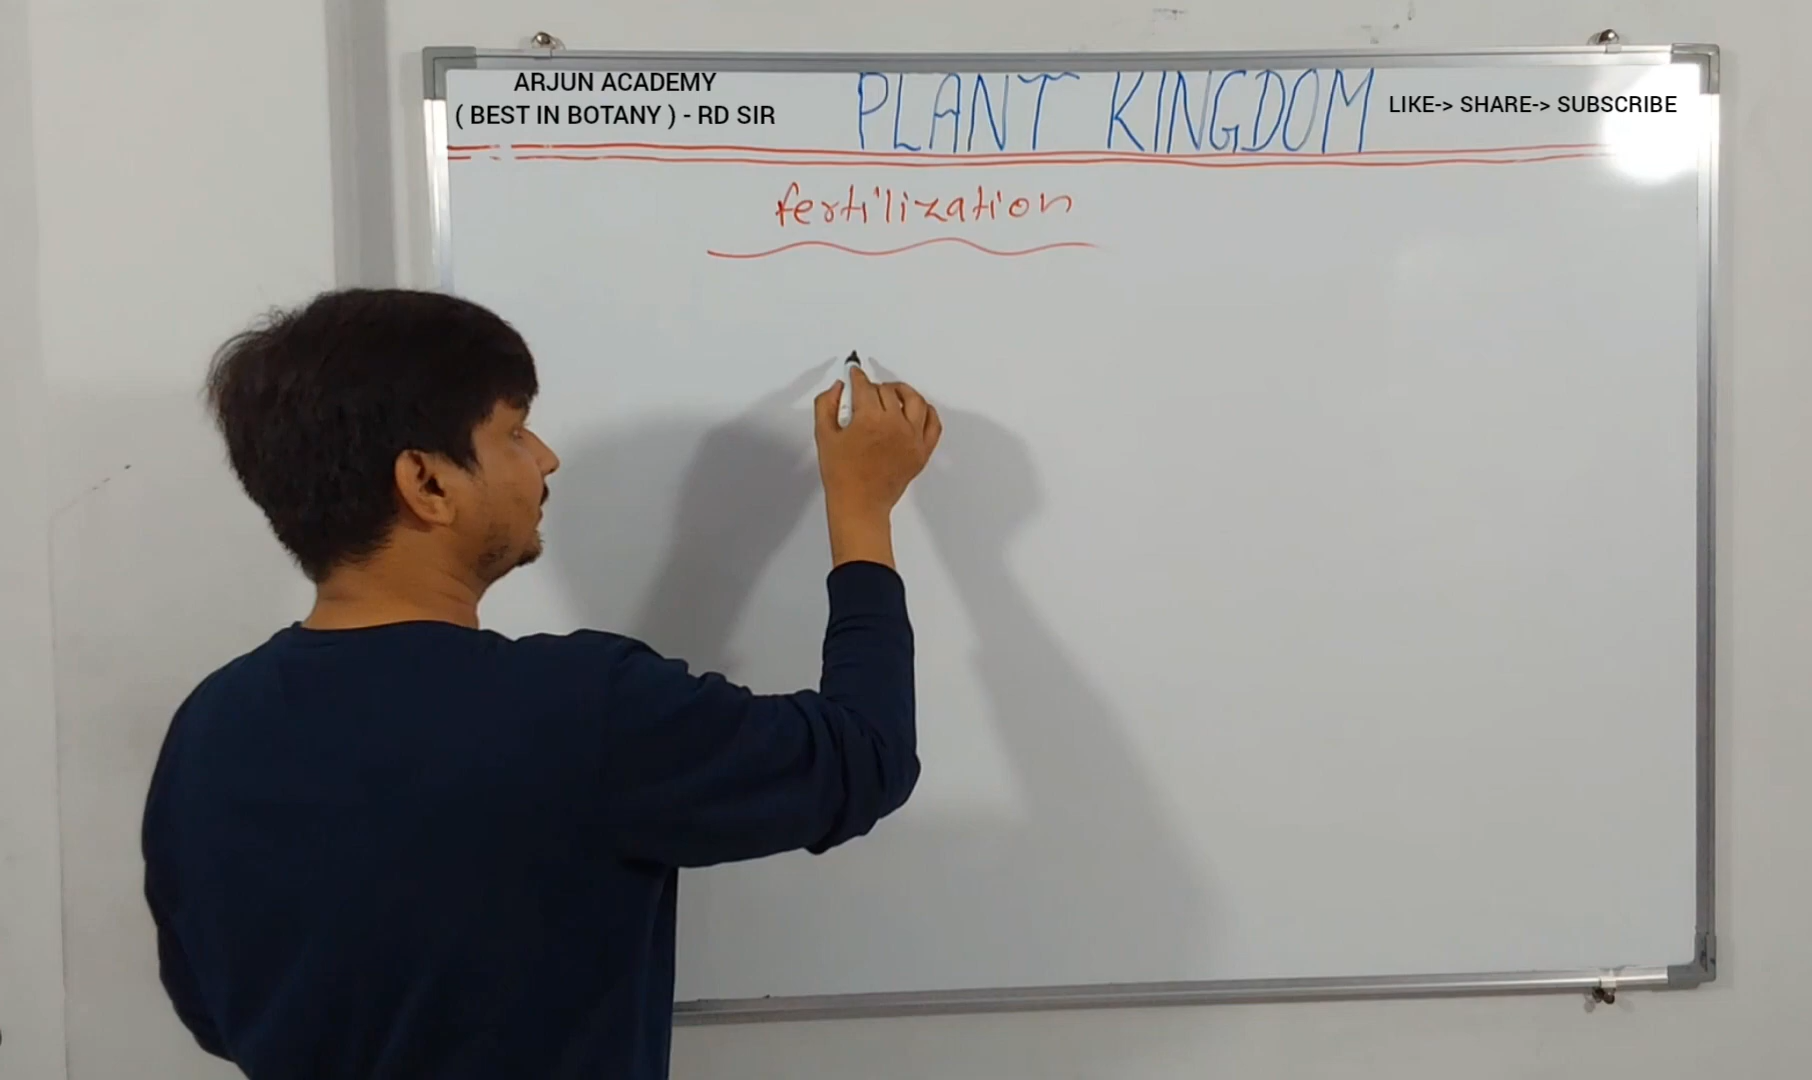 ARJUN ACADEMY
( BEST IN BOTANY ) - RD SIR
PLANT KINGDOM
LIKE-> SHARE-> SUBSCRIBE
fertilization